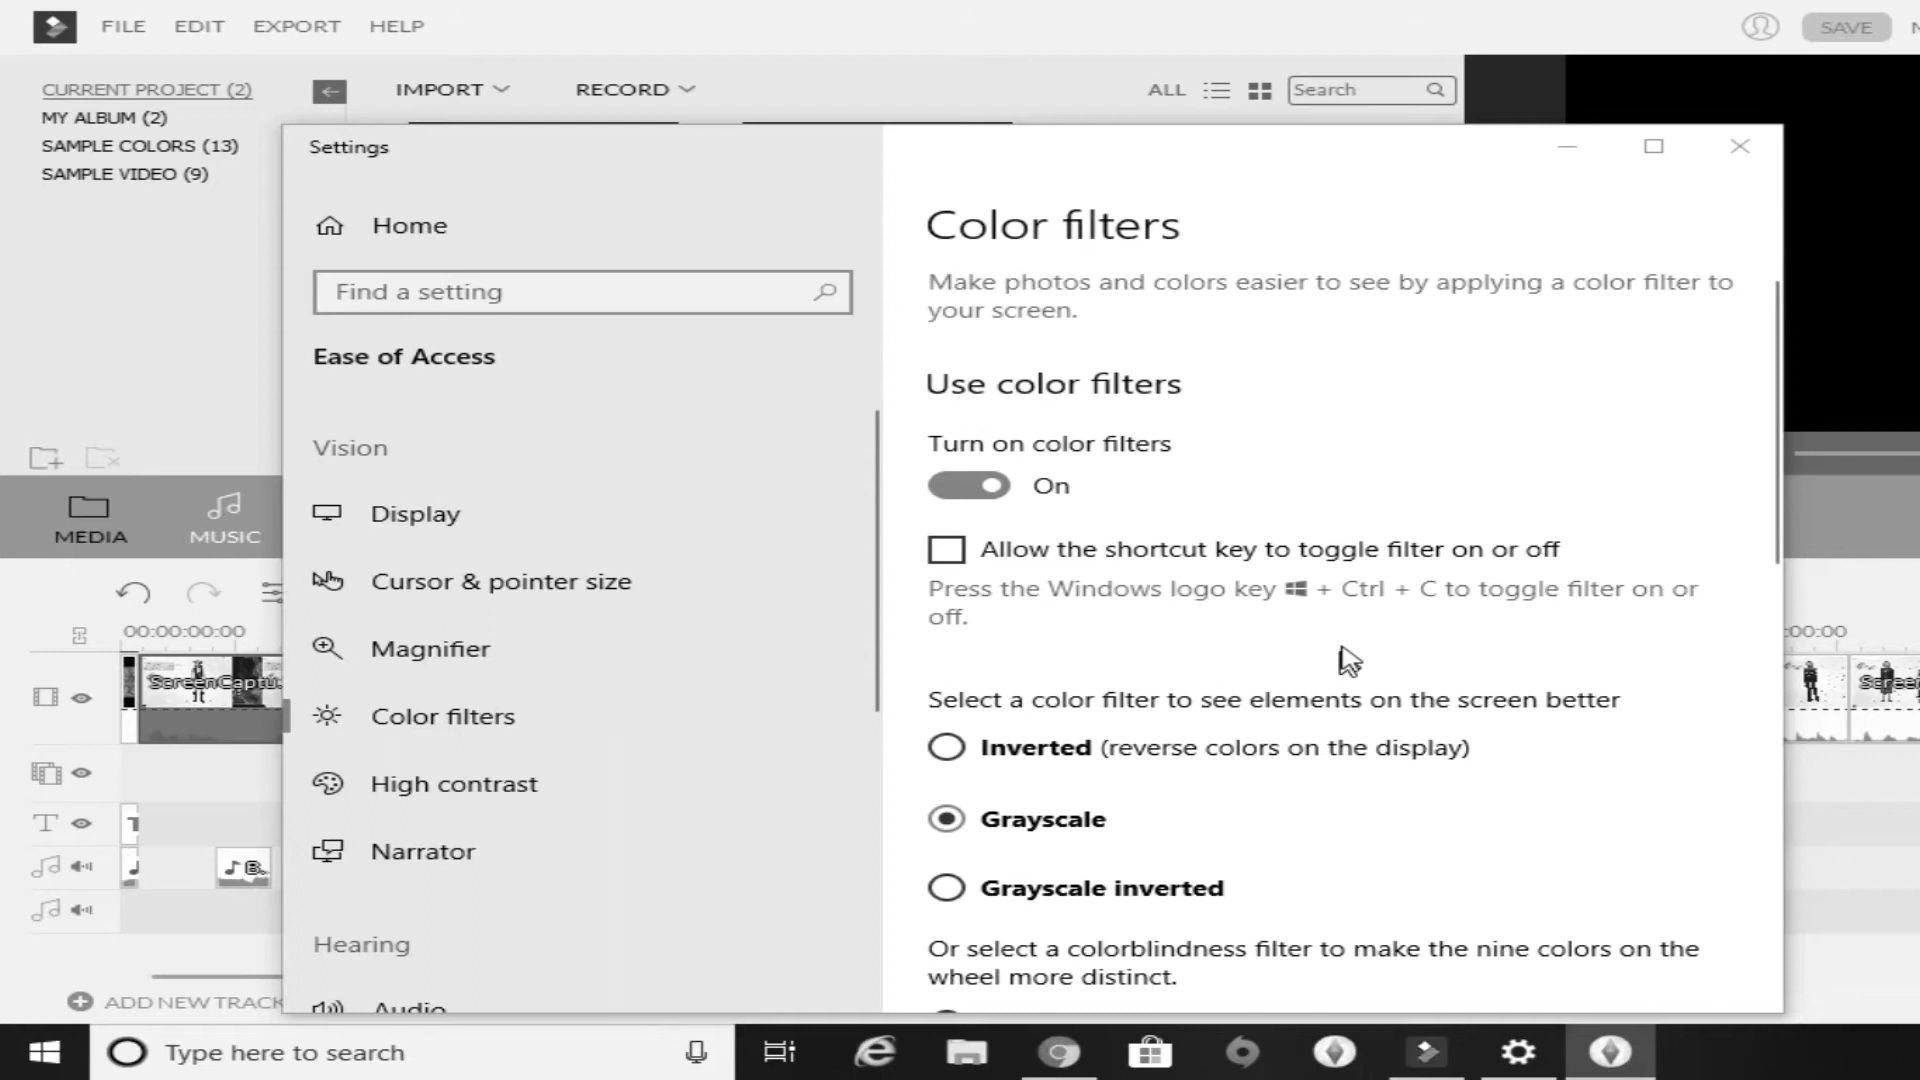 FILE EDIT EXPORT HELP
SAVE
CURRENT PROJECT (2)
MY ALBUM (2)
SAMPLE COLORS (13)
SAMPLE VIDEO (9)
IMPORT RECORD ALL Search
Settings
Home
Find a setting
Ease of Access
Vision
Display
Cursor & pointer size
Magnifier
Color filters
High contrast
Narrator
Hearing
Audio
Color filters
Make photos and colors easier to see by applying a color filter to
your screen.
Use color filters
Turn on color filters
On
Allow the shortcut key to toggle filter on or off
Press the Windows logo key + Ctrl + C to toggle filter on or
off.
Select a color filter to see elements on the screen better
Inverted (reverse colors on the display)
Grayscale
Grayscale inverted
Or select a colorblindness filter to make the nine colors on the
wheel more distinct.
MEDIA MUSIC
00:00:00:00
:00:00
ScreenCaptu.
Screen
T
B.
ADD NEW TRACK
Type here to search